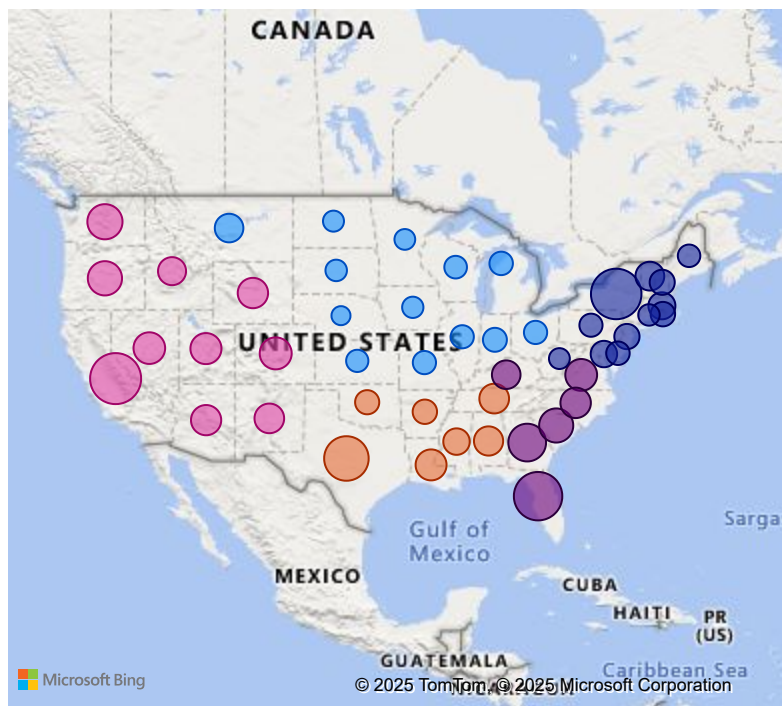 CANADA
UNITED STATES
Gulf of
Mexico
Sarga
MEXICO
CUBA
HAITI
PR
(US)
GUATEMALA
Caribbean Sea
Microsoft Bing
NICARAGUA
© 2025 TomTom, © 2025 Microsoft Corporation